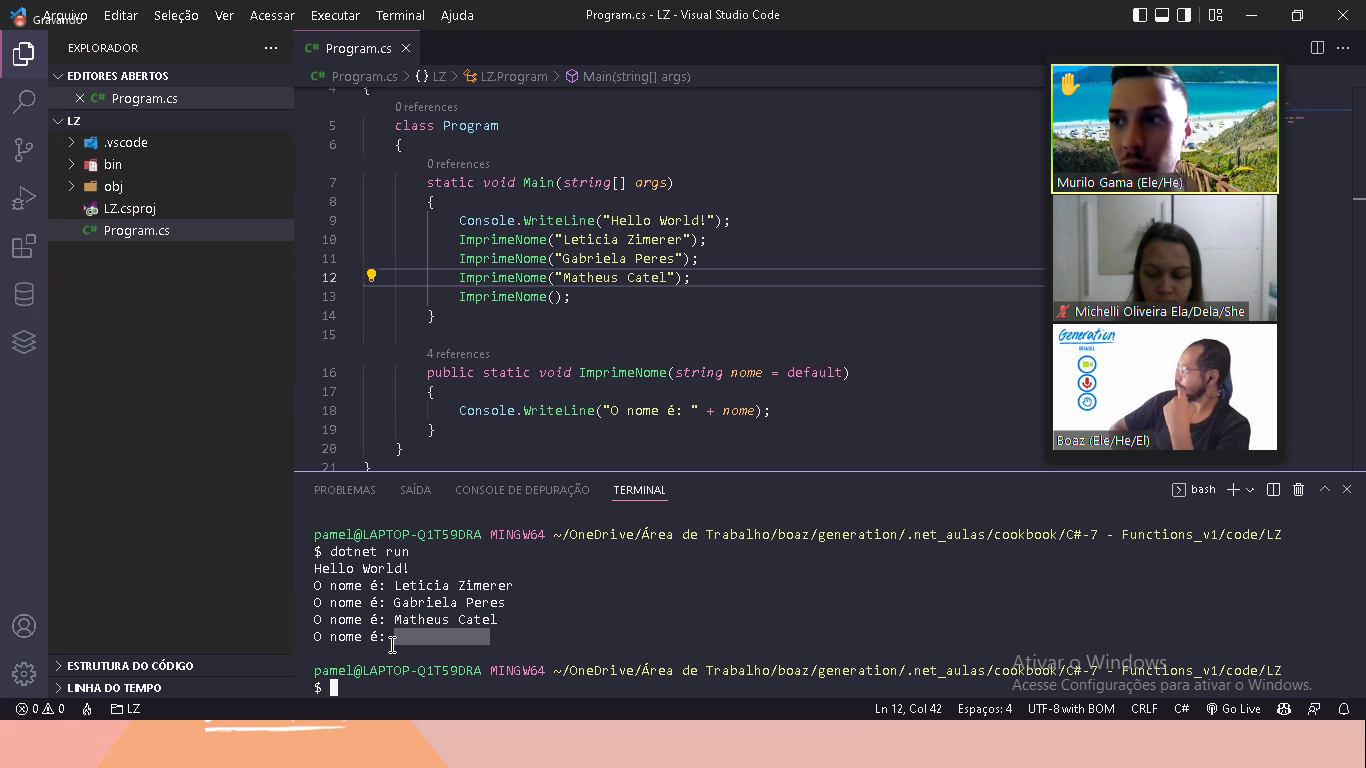 Gravando
Arquivo Editar Seleção Ver Acessar Executar Terminal Ajuda
Program.cs - LZ - Visual Studio Code
EXPLORADOR
EDITORES ABERTOS
Program.cs
LZ
.vscode
bin
obj
LZ.csproj
Program.cs
ESTRUTURA DO CÓDIGO
LINHA DO TEMPO
Program.cs
Program.cs > {} LZ > LZ.Program > Main(string[] args)
4 {
0 references
5 class Program
6 {
0 references
7 static void Main(string[] args)
8 {
9 Console.WriteLine("Hello World!");
10 ImprimeNome("Leticia Zimerer");
11 ImprimeNome("Gabriela Peres");
12 ImprimeNome("Matheus Catel");
13 ImprimeNome();
14 }
15
4 references
16 public static void ImprimeNome(string nome = default)
17 {
18 Console.WriteLine("O nome é: " + nome);
19 }
20 }
21 }
Murilo Gama (Ele/He)
Michelli Oliveira Ela/Dela/She
Generation
BRASIL
Boaz (Ele/He/El)
PROBLEMAS SAÍDA CONSOLE DE DEPURAÇÃO TERMINAL
bash
pamel@LAPTOP-Q1T59DRA MINGW64 ~/OneDrive/Área de Trabalho/boaz/generation/.net_aulas/cookbook/C#-7 - Functions_v1/code/LZ
$ dotnet run
Hello World!
O nome é: Leticia Zimerer
O nome é: Gabriela Peres
O nome é: Matheus Catel
O nome é:
pamel@LAPTOP-Q1T59DRA MINGW64 ~/OneDrive/Área de Trabalho/boaz/generation/.net_aulas/cookbook/C#-7 - Functions_v1/code/LZ
$
Ativar o Windows
Acesse Configurações para ativar o Windows.
0 0 LZ
Ln 12, Col 42 Espaços: 4 UTF-8 with BOM CRLF C# Go Live